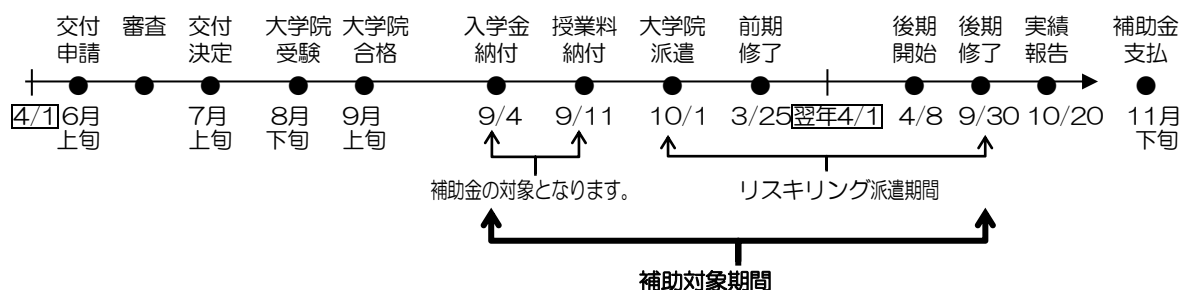 交付 審査 交付 大学院 大学院 入学金 授業料 大学院 前期 後期 後期 実績 補助金
申請 決定 受験 合格 納付 納付 派遣 修了 開始 修了 報告 支払
4/1 6月 7月 8月 9月 9/4 9/11 10/1 3/25 翌年4/1 4/8 9/30 10/20 11月
上旬 上旬 下旬 上旬 下旬
補助金の対象となります。 リスキリング派遣期間
補助対象期間